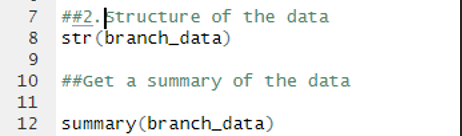 7 ##2.Structure of the data
8 str(branch_data)
9
10 ##Get a summary of the data
11
12 summary(branch_data)